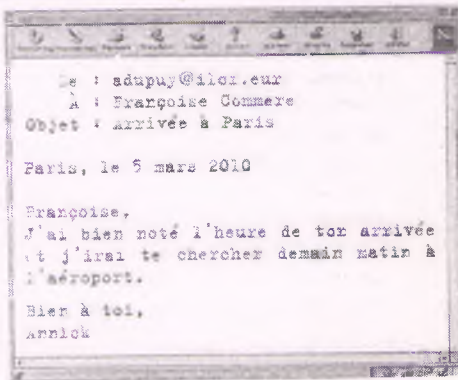 De : adupuy@iloi.eur
À : Françoise Commere
Objet : Arrivée à Paris
Paris, le 5 mars 2010
Françoise,
J'ai bien noté l'heure de ton arrivée
et j'irai te chercher demain matin à
l'aéroport.
Bien à toi,
Annick